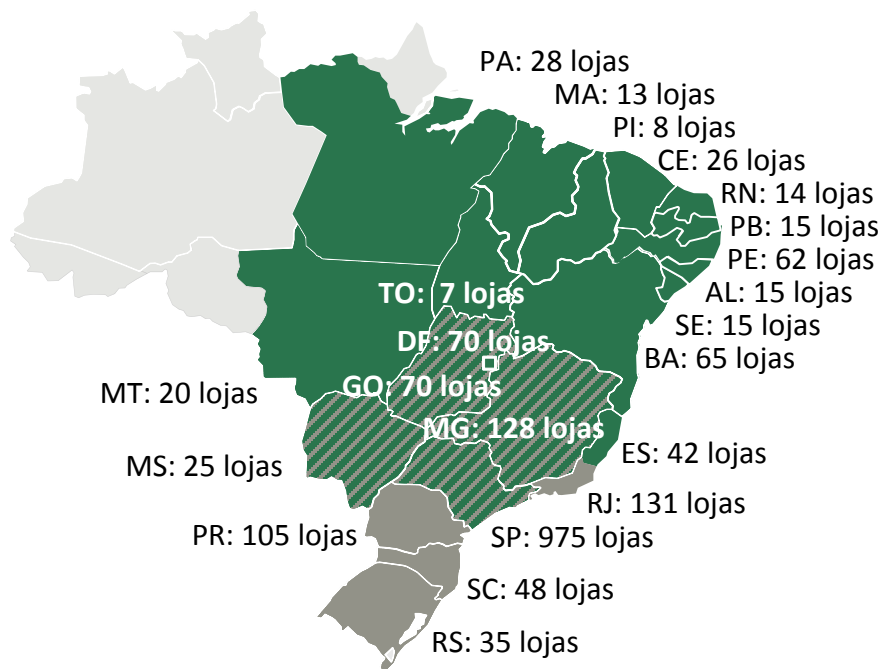 PA: 28 lojas
MA: 13 lojas
PI: 8 lojas
CE: 26 lojas
RN: 14 lojas
PB: 15 lojas
PE: 62 lojas
TO: 7 lojas
AL: 15 lojas
SE: 15 lojas
DF: 70 lojas
BA: 65 lojas
GO: 70 lojas
MT: 20 lojas
MG: 128 lojas
ES: 42 lojas
MS: 25 lojas
RJ: 131 lojas
PR: 105 lojas
SP: 975 lojas
SC: 48 lojas
RS: 35 lojas